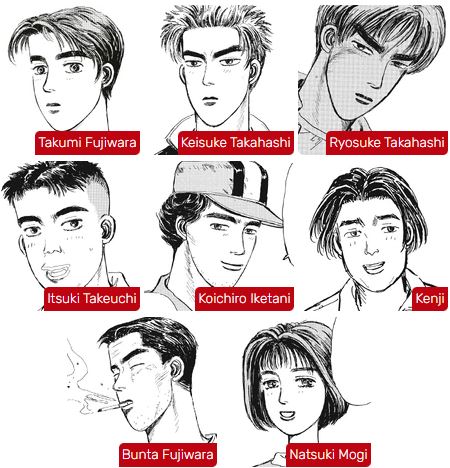 Takumi Fujiwara
Keisuke Takahashi
Ryosuke Takahashi
Itsuki Takeuchi
Koichiro Iketani
Kenji
Bunta Fujiwara
Natsuki Mogi